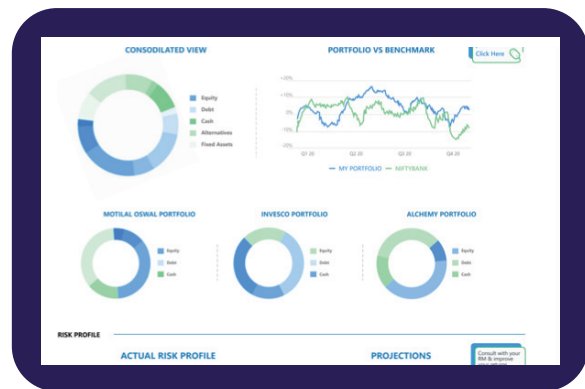 CONSODILATED VIEW
PORTFOLIO VS BENCHMARK
Click Here
Equity
Debt
Cash
Alternatives
Fixed Assets
+20%
+10%
0%
-10%
-20%
Q1 20
Q2 20
Q3 20
Q4 20
MY PORTFOLIO
NIFTYBANK
MOTILAL OSWAL PORTFOLIO
INVESCO PORTFOLIO
ALCHEMY PORTFOLIO
Equity
Debt
Cash
Equity
Debt
Cash
Equity
Debt
Cash
RISK PROFILE
ACTUAL RISK PROFILE
PROJECTIONS
Consult with your
RM & improve